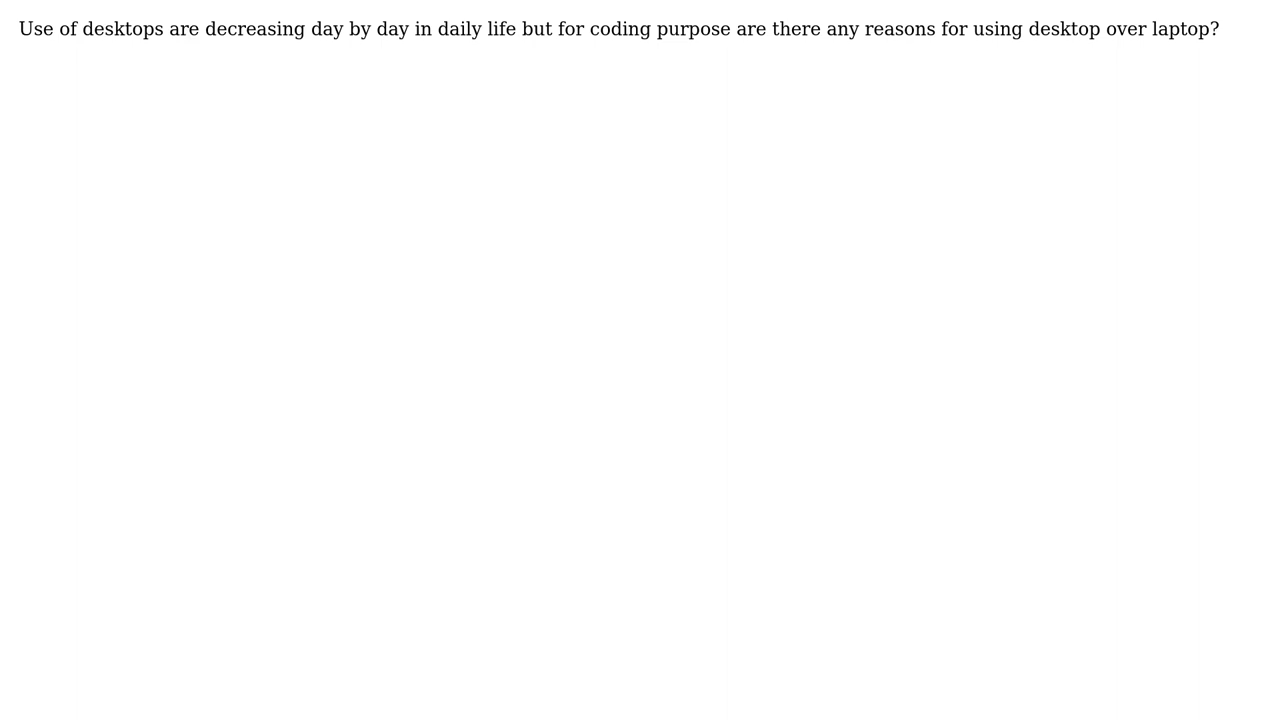 Use of desktops are decreasing day by day in daily life but for coding purpose are there any reasons for using desktop over laptop?